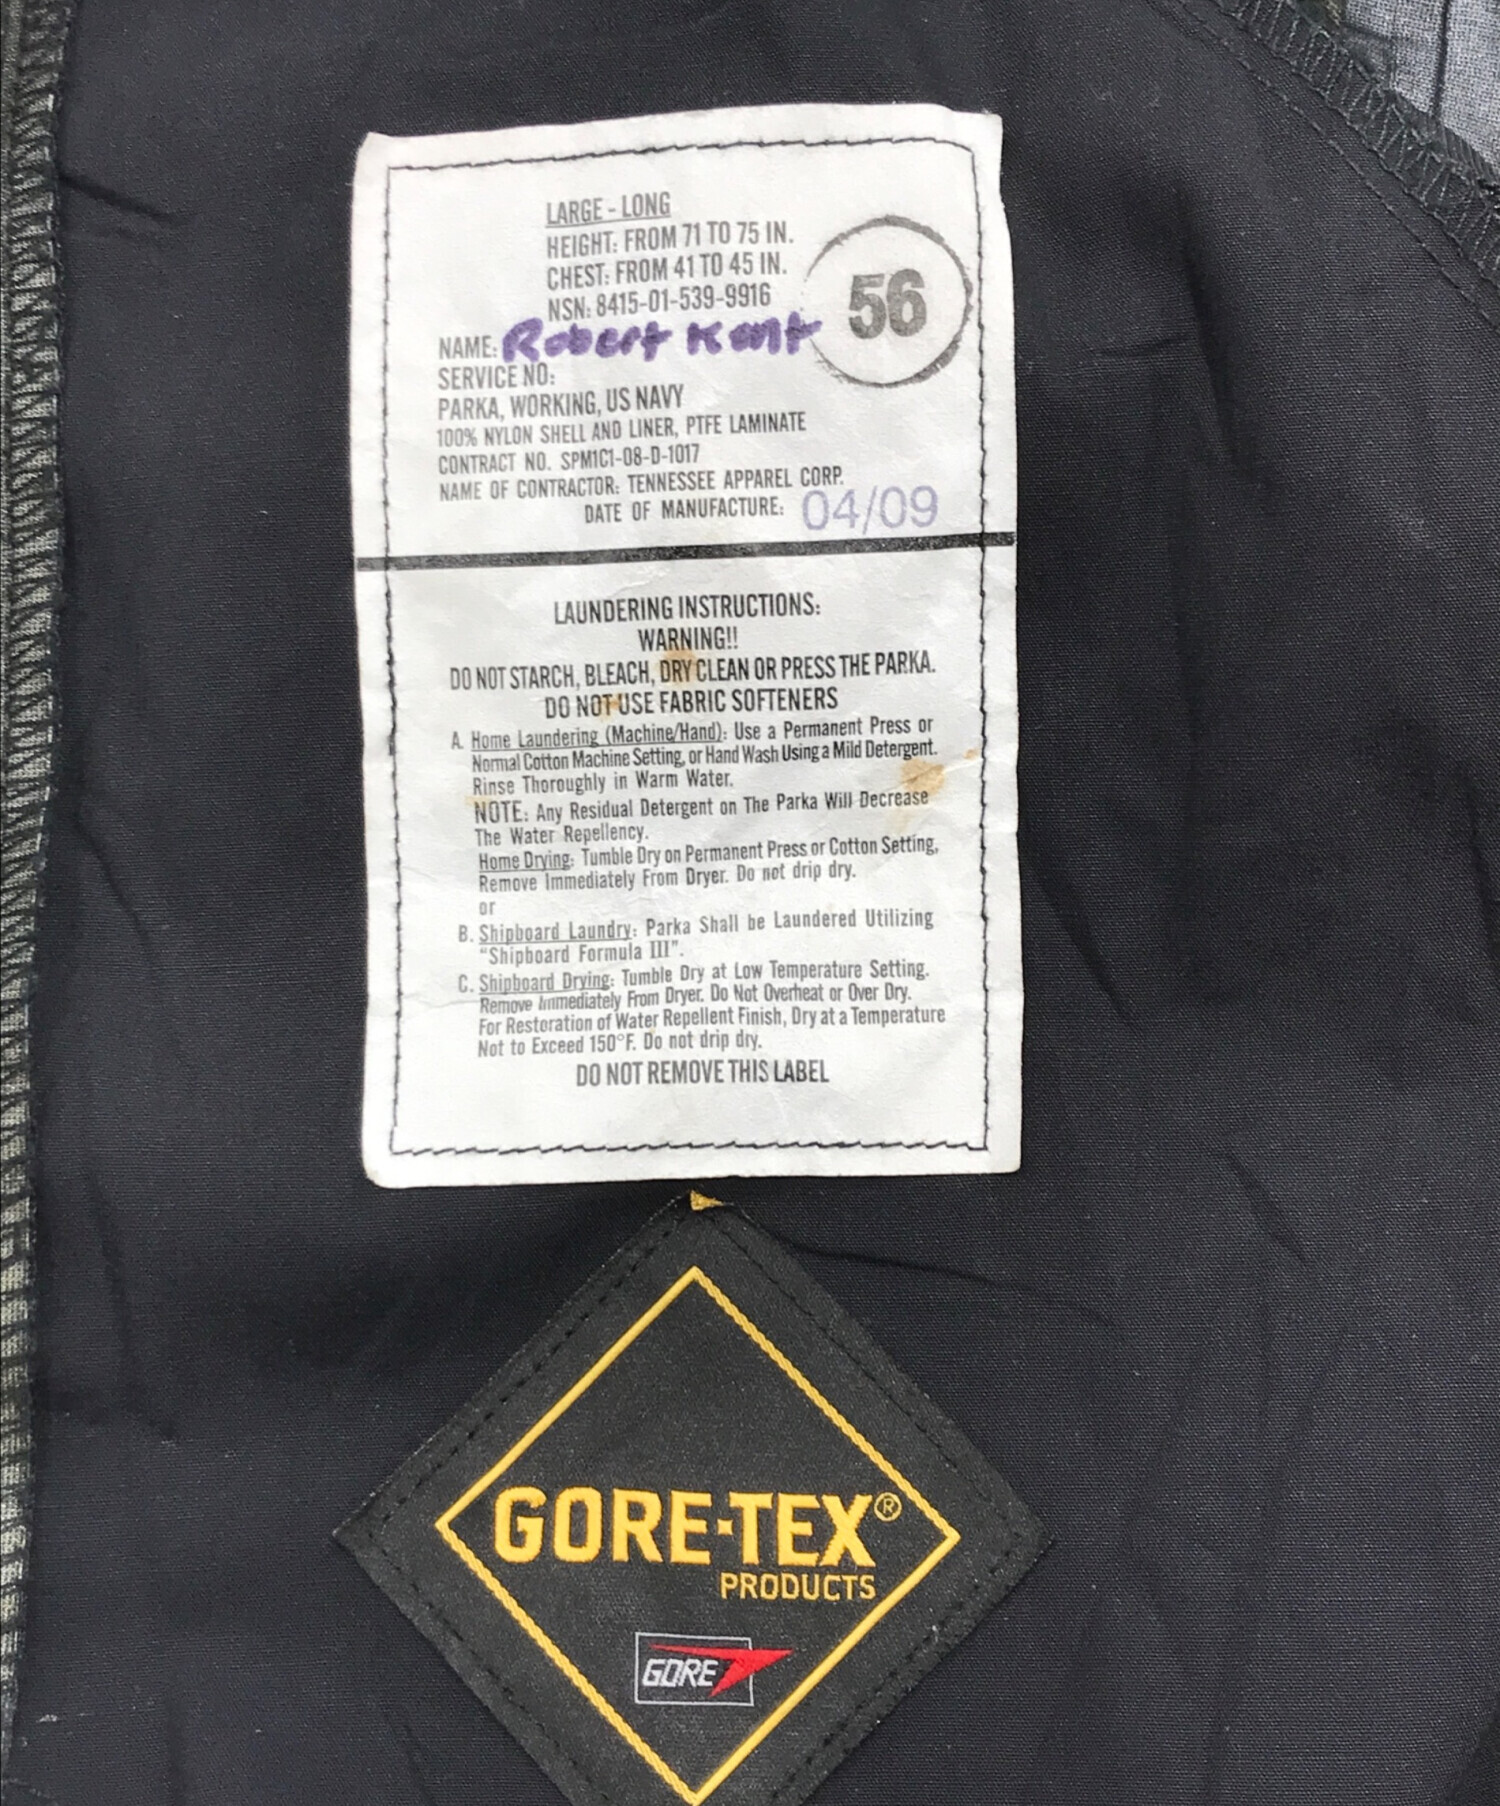 LARGE - LONG
HEIGHT: FROM 71 TO 75 IN.
CHEST: FROM 41 TO 45 IN.
NSN: 8415-01-539-9916
56
NAME: Robert Kent
SERVICE NO:
PARKA, WORKING, US NAVY
100% NYLON SHELL AND LINER, PTFE LAMINATE
CONTRACT NO. SPM1C1-08-D-1017
NAME OF CONTRACTOR: TENNESSEE APPAREL CORP.
DATE OF MANUFACTURE: 04/09
LAUNDERING INSTRUCTIONS:
WARNING!!
DO NOT STARCH, BLEACH, DRY CLEAN OR PRESS THE PARKA.
DO NOT USE FABRIC SOFTENERS
A. Home Laundering (Machine/Hand): Use a Permanent Press or
Normal Cotton Machine Setting, or Hand Wash Using a Mild Detergent.
Rinse Thoroughly in Warm Water.
NOTE: Any Residual Detergent on The Parka Will Decrease
The Water Repellency.
Home Drying: Tumble Dry on Permanent Press or Cotton Setting,
Remove Immediately From Dryer. Do not drip dry.
or
B. Shipboard Laundry: Parka Shall be Laundered Utilizing
"Shipboard Formula III".
C. Shipboard Drying: Tumble Dry at Low Temperature Setting.
Remove Immediately From Dryer. Do Not Overheat or Over Dry.
For Restoration of Water Repellent Finish, Dry at a Temperature
Not to Exceed 150°F. Do not drip dry.
DO NOT REMOVE THIS LABEL
GORE-TEX®
PRODUCTS
GORE